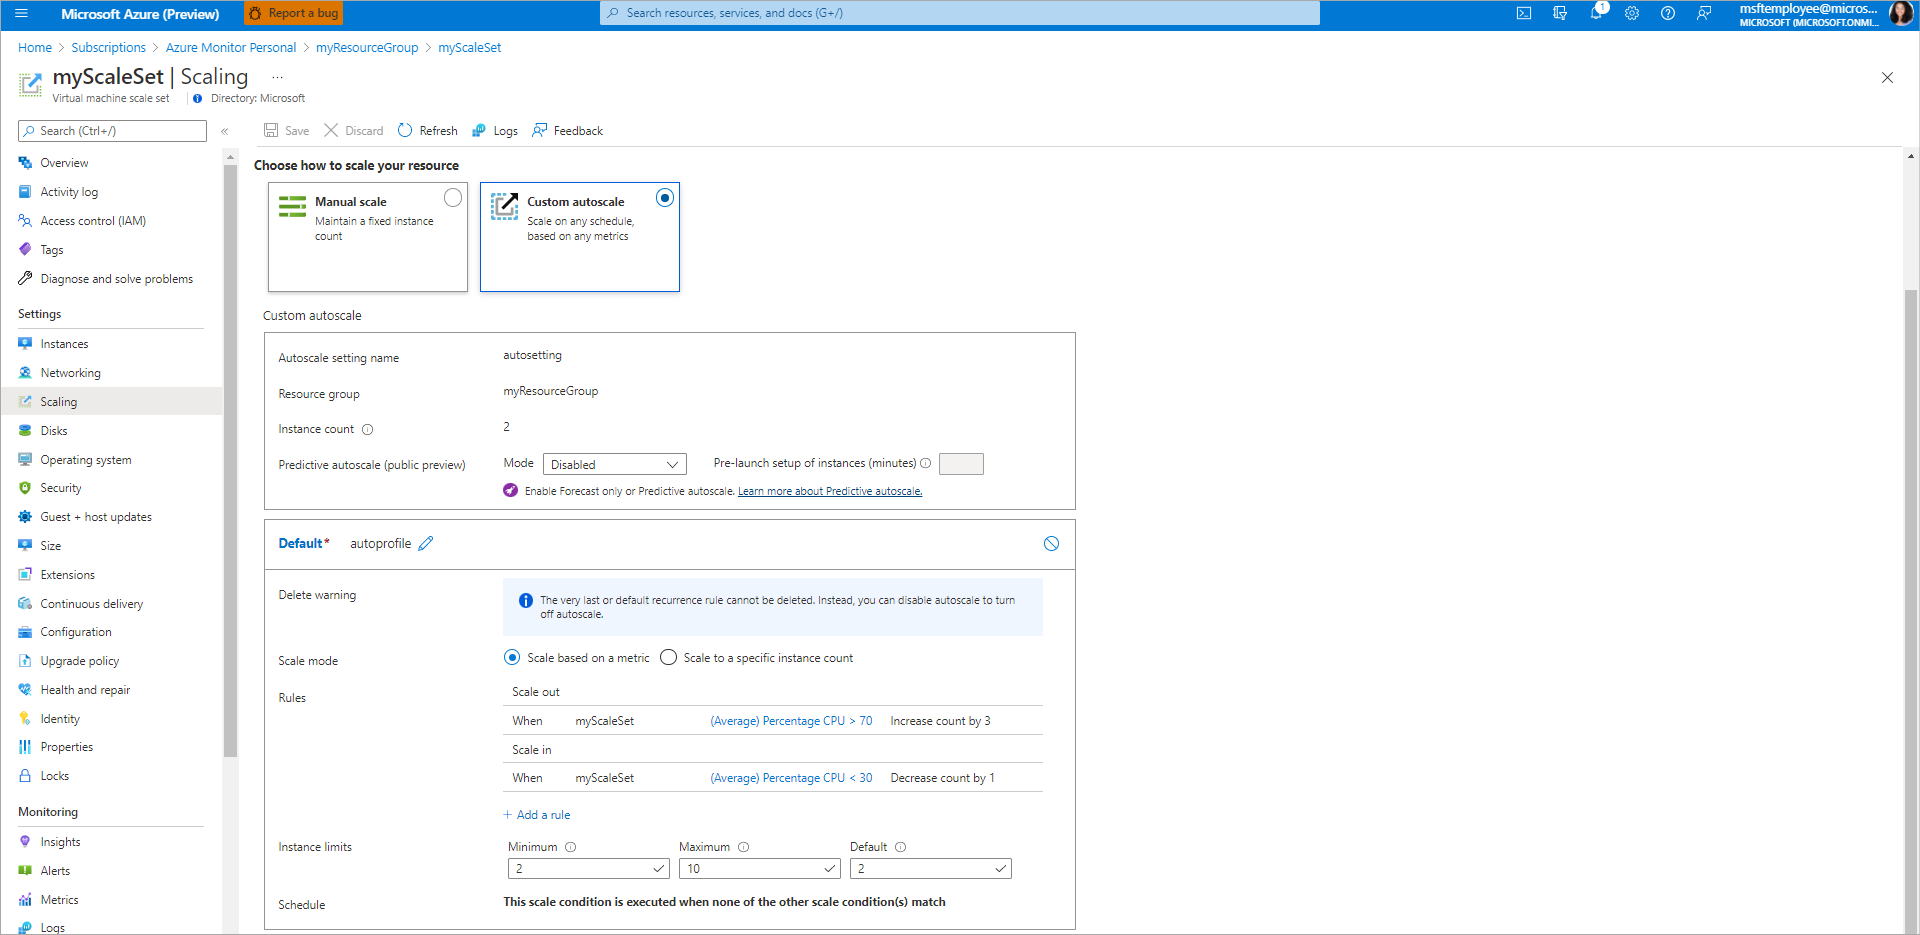 Microsoft Azure (Preview)
Report a bug
Search resources, services, and docs (G+/)
1
msftemployee@micros...
MICROSOFT (MICROSOFT.ONMI...
Home > Subscriptions > Azure Monitor Personal > myResourceGroup > myScaleSet
myScaleSet | Scaling ...
Virtual machine scale set
Directory: Microsoft
Search (Ctrl+/)
«
Save
Discard
Refresh
Logs
Feedback
Overview
Activity log
Access control (IAM)
Tags
Diagnose and solve problems
Settings
Instances
Networking
Scaling
Disks
Operating system
Security
Guest + host updates
Size
Extensions
Continuous delivery
Configuration
Upgrade policy
Health and repair
Identity
Properties
Locks
Monitoring
Insights
Alerts
Metrics
Logs
Choose how to scale your resource
Manual scale
Maintain a fixed instance
count
Custom autoscale
Scale on any schedule,
based on any metrics
Custom autoscale
Autoscale setting name
autosetting
Resource group
myResourceGroup
Instance count
2
Predictive autoscale (public preview)
Mode
Disabled
Pre-launch setup of instances (minutes)
Enable Forecast only or Predictive autoscale. Learn more about Predictive autoscale.
Default*
autoprofile
Delete warning
The very last or default recurrence rule cannot be deleted. Instead, you can disable autoscale to turn
off autoscale.
Scale mode
Scale based on a metric
Scale to a specific instance count
Rules
Scale out
When myScaleSet (Average) Percentage CPU > 70 Increase count by 3
Scale in
When myScaleSet (Average) Percentage CPU < 30 Decrease count by 1
+ Add a rule
Instance limits
Minimum
2
Maximum
10
Default
2
Schedule
This scale condition is executed when none of the other scale condition(s) match